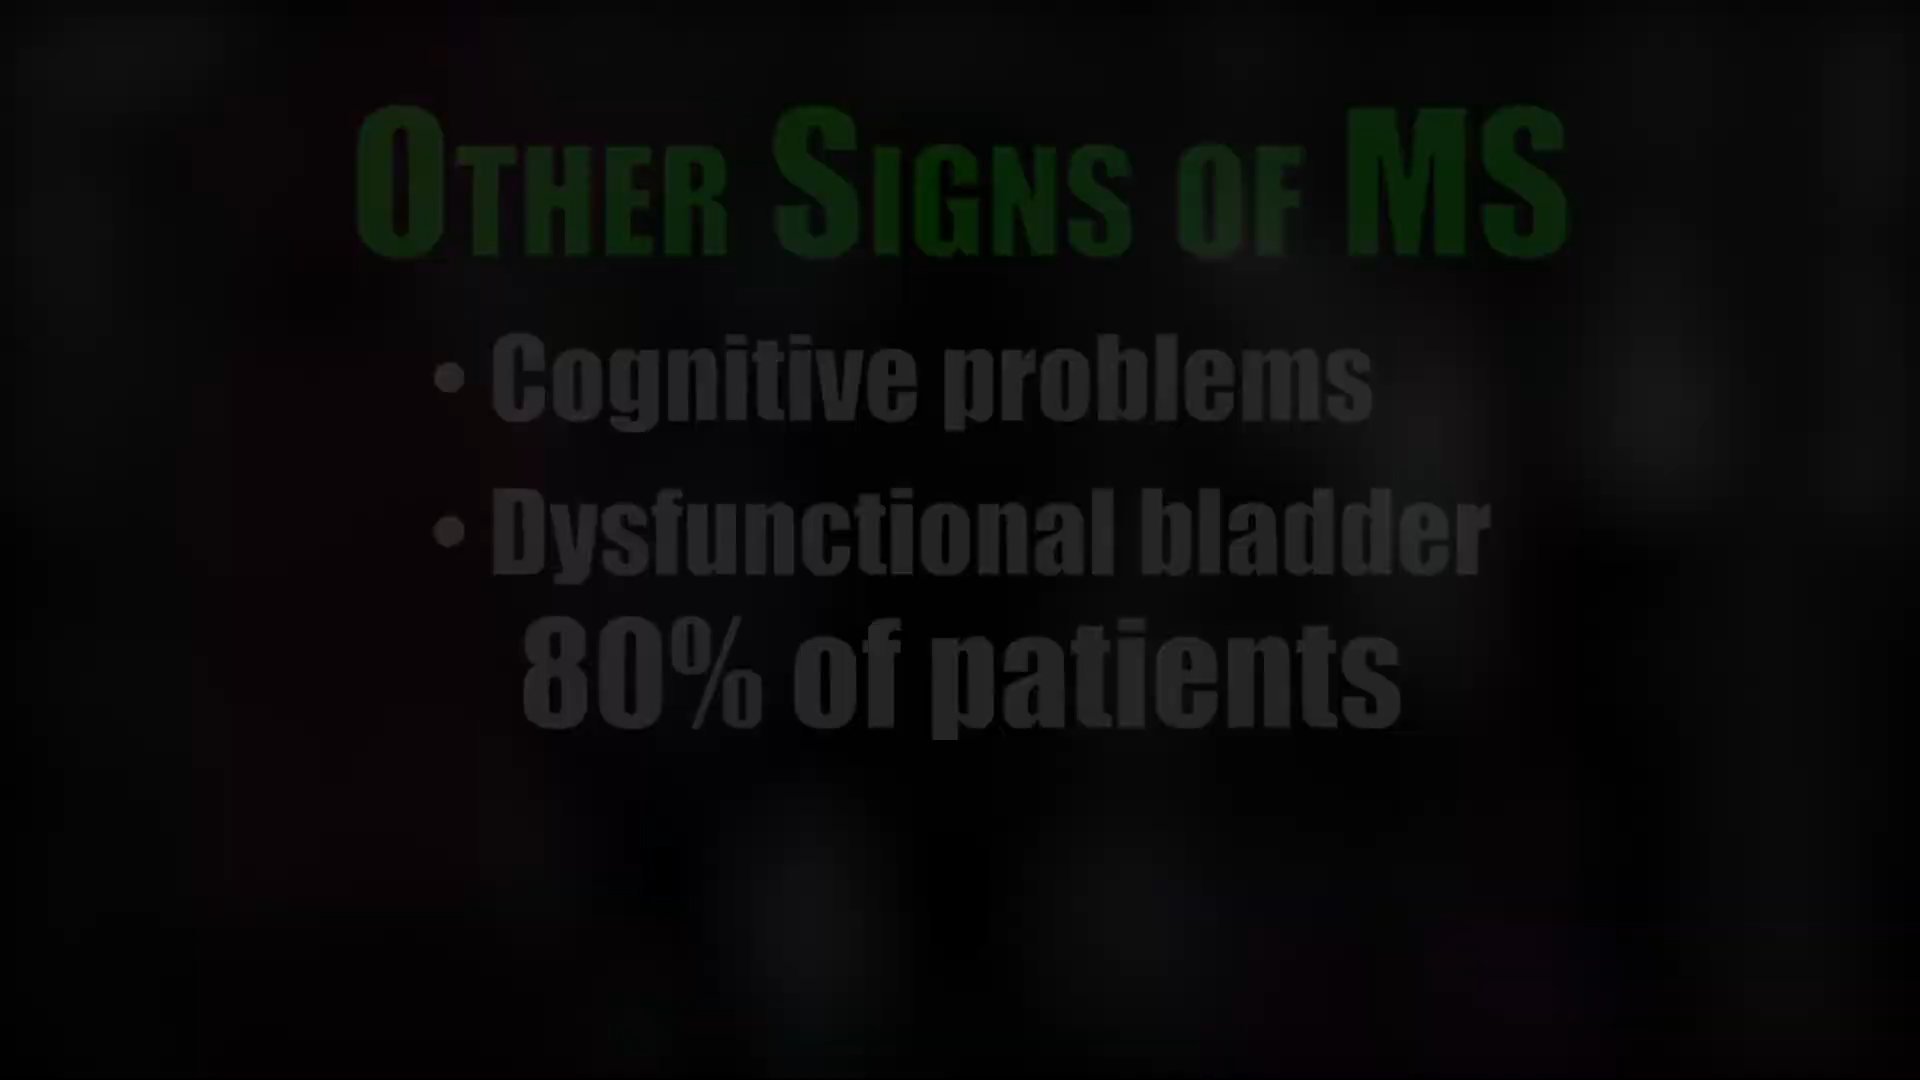 Other Signs of MS
• Cognitive problems
• Dysfunctional bladder
80% of patients